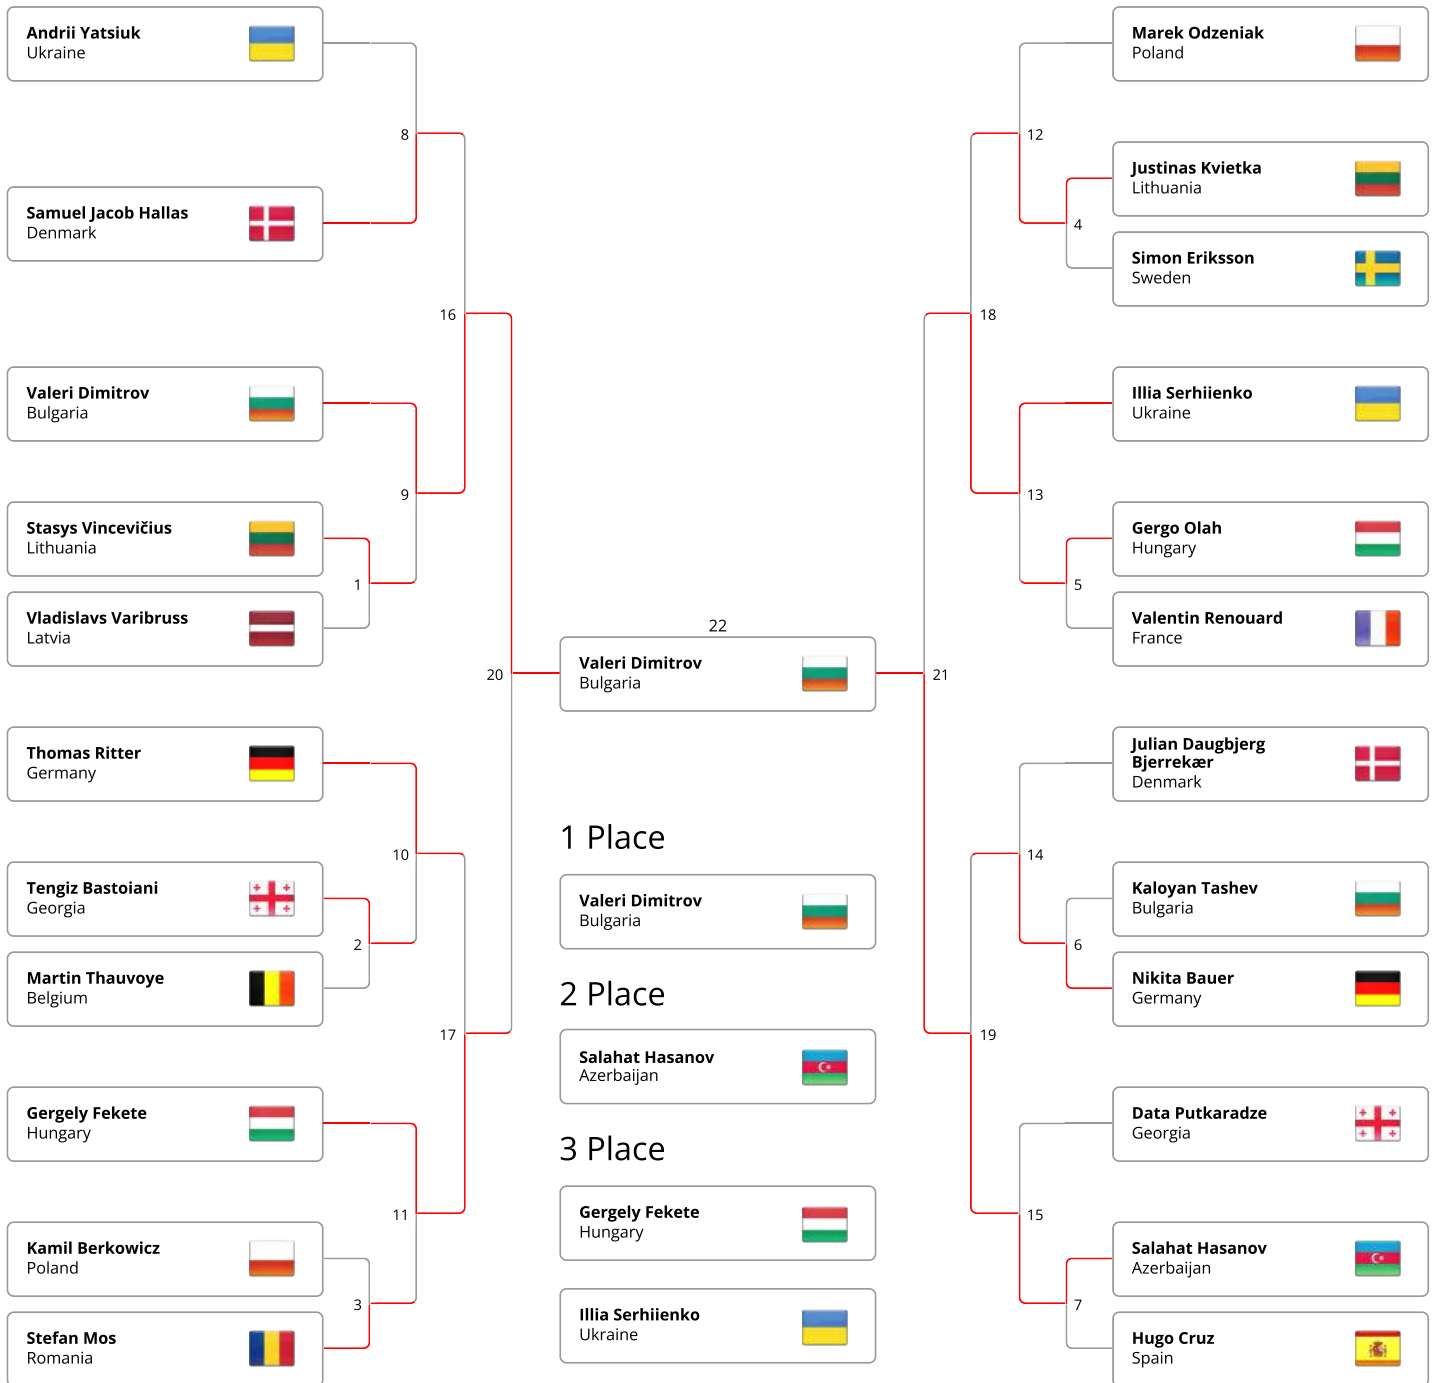 Andrii Yatsiuk
Ukraine
8
Samuel Jacob Hallas
Denmark
16
Valeri Dimitrov
Bulgaria
9
Stasys Vincevičius
Lithuania
1
Vladislavs Varibruss
Latvia
20
Thomas Ritter
Germany
10
Tengiz Bastoiani
Georgia
2
Martin Thauvoye
Belgium
17
Gergely Fekete
Hungary
11
Kamil Berkowicz
Poland
3
Stefan Mos
Romania
22
Valeri Dimitrov
Bulgaria
1 Place
Valeri Dimitrov
Bulgaria
2 Place
Salahat Hasanov
Azerbaijan
3 Place
Gergely Fekete
Hungary
Illia Serhiienko
Ukraine
Marek Odzeniak
Poland
12
Justinas Kvietka
Lithuania
4
Simon Eriksson
Sweden
18
Illia Serhiienko
Ukraine
13
Gergo Olah
Hungary
5
Valentin Renouard
France
21
Julian Daugbjerg
Bjerrekær
Denmark
14
Kaloyan Tashev
Bulgaria
6
Nikita Bauer
Germany
19
Data Putkaradze
Georgia
15
Salahat Hasanov
Azerbaijan
7
Hugo Cruz
Spain